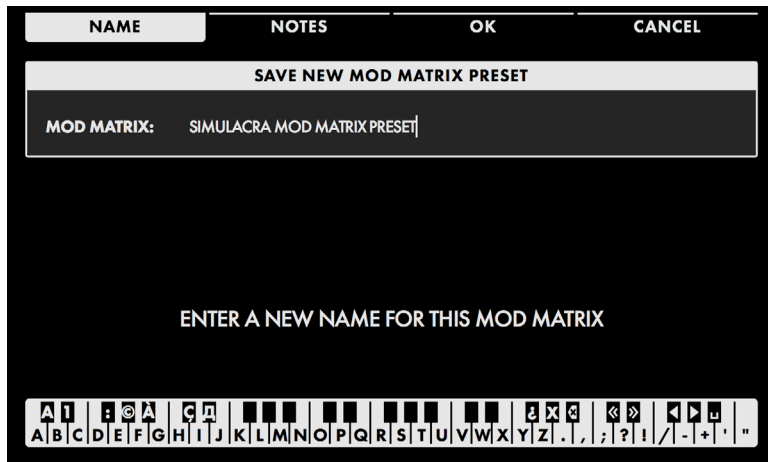 NAME NOTES OK CANCEL
SAVE NEW MOD MATRIX PRESET
MOD MATRIX: SIMULACRA MOD MATRIX PRESET
ENTER A NEW NAME FOR THIS MOD MATRIX
A 1 : © À Ç Д ¿ X « » ◀ ▶ ␣
A B C D E F G H I J K L M N O P Q R S T U V W X Y Z . , ; ? ! / - + ' "